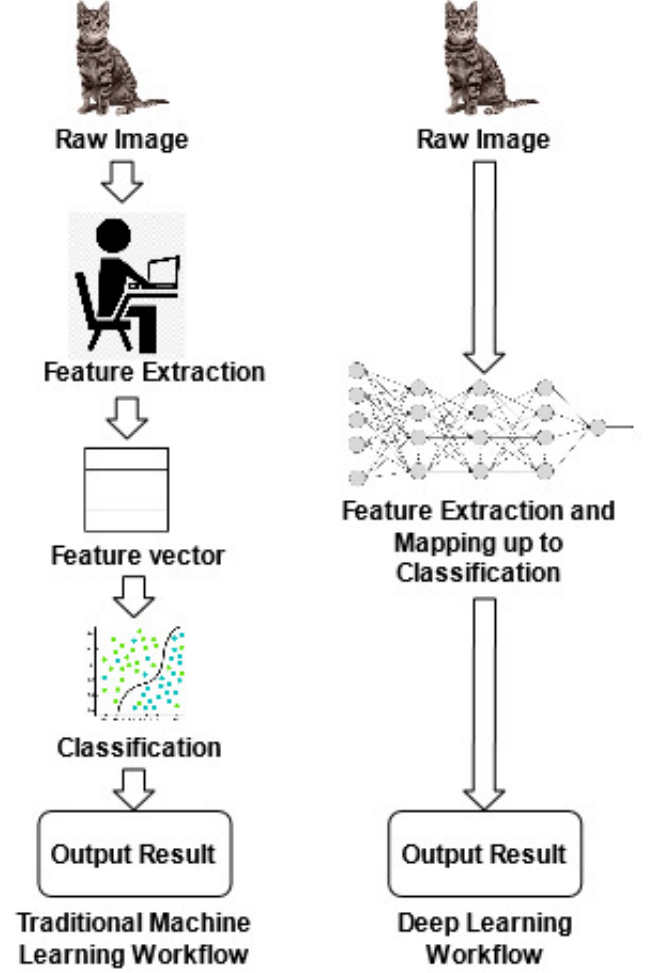 Raw Image
Feature Extraction
Feature vector
Classification
Output Result
Traditional Machine
Learning Workflow
Raw Image
Feature Extraction and
Mapping up to
Classification
Output Result
Deep Learning
Workflow